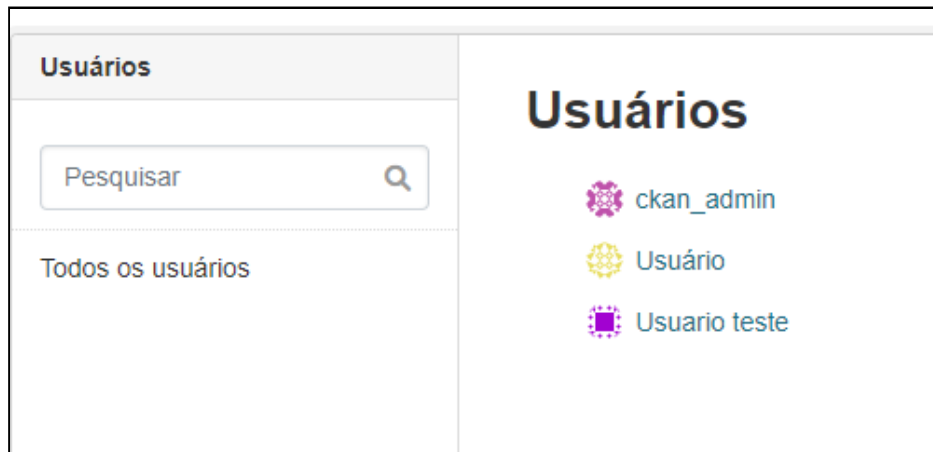 Usuários
Pesquisar
Todos os usuários
Usuários
ckan_admin
Usuário
Usuario teste